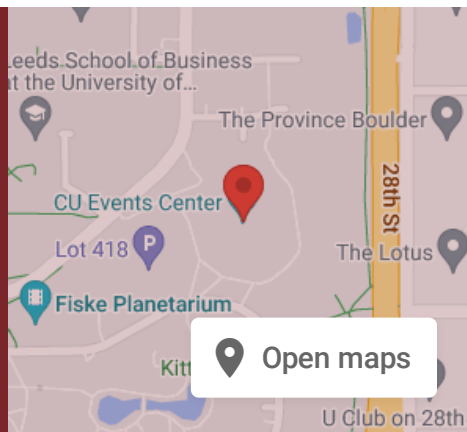 Leeds School of Business
at the University of...
The Province Boulder
CU Events Center
28th St
Lot 418 P
The Lotus
Fiske Planetarium
Kitt
Open maps
U Club on 28th